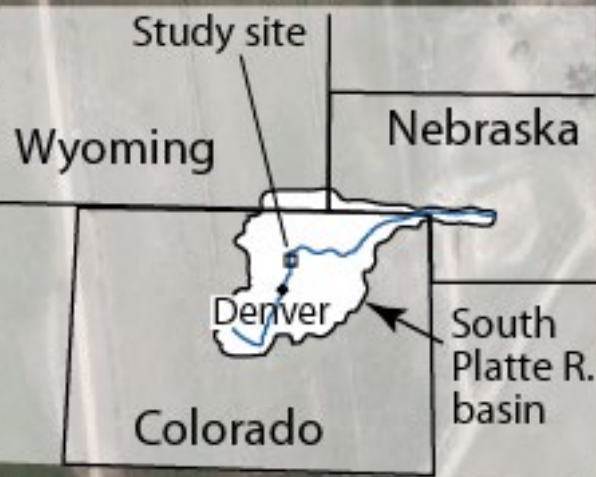 Study site
Wyoming
Nebraska
Denver
South
Platte R.
basin
Colorado